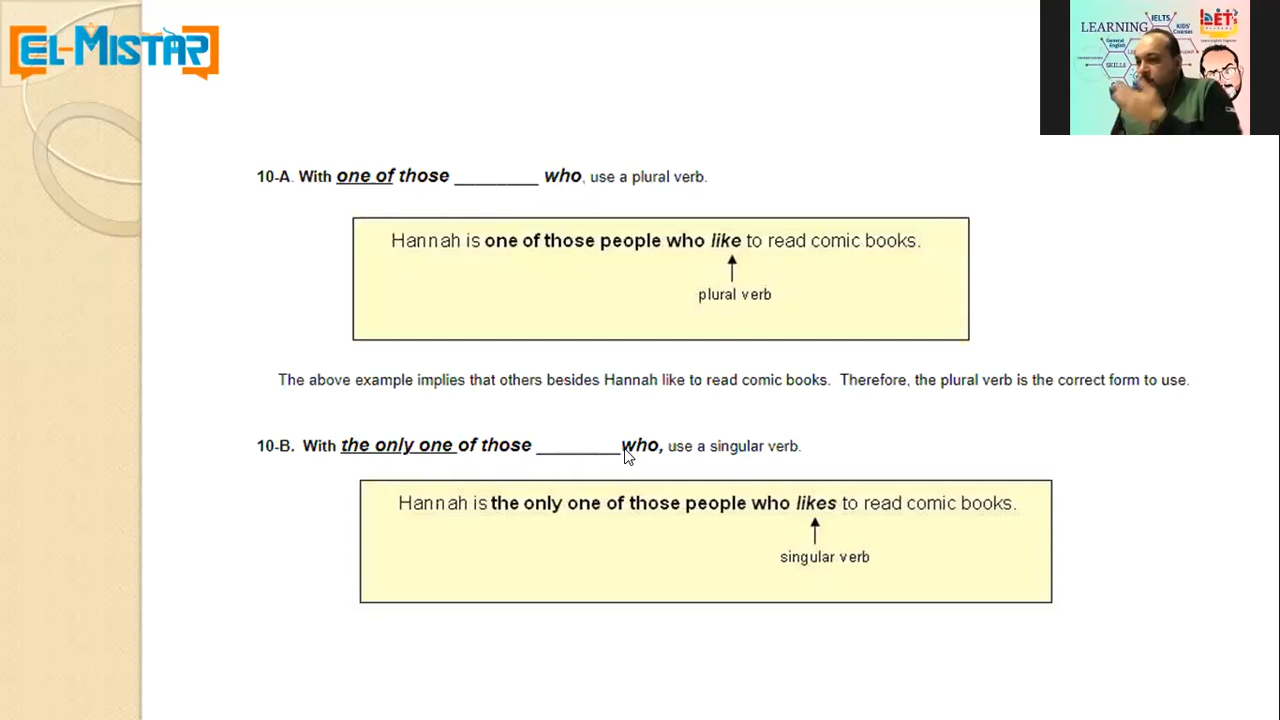 EL-MISTAR
LEARNING
IELTS
LET's
General English
KIDS' Courses
SKILLS
10-A. With one of those __________ who, use a plural verb.
Hannah is one of those people who like to read comic books.
plural verb
The above example implies that others besides Hannah like to read comic books. Therefore, the plural verb is the correct form to use.
10-B. With the only one of those __________ who, use a singular verb.
Hannah is the only one of those people who likes to read comic books.
singular verb